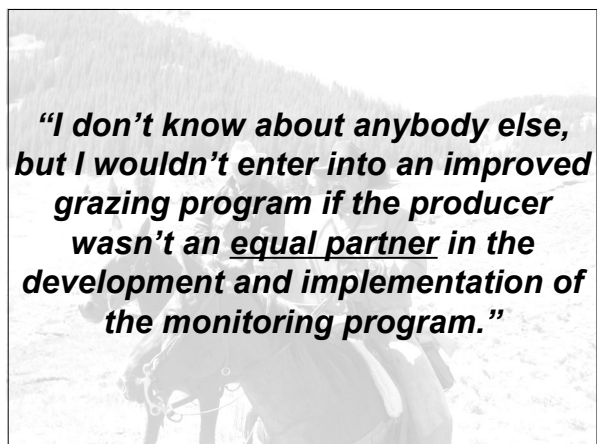 “I don’t know about anybody else,
but I wouldn’t enter into an improved
grazing program if the producer
wasn’t an equal partner in the
development and implementation of
the monitoring program.”